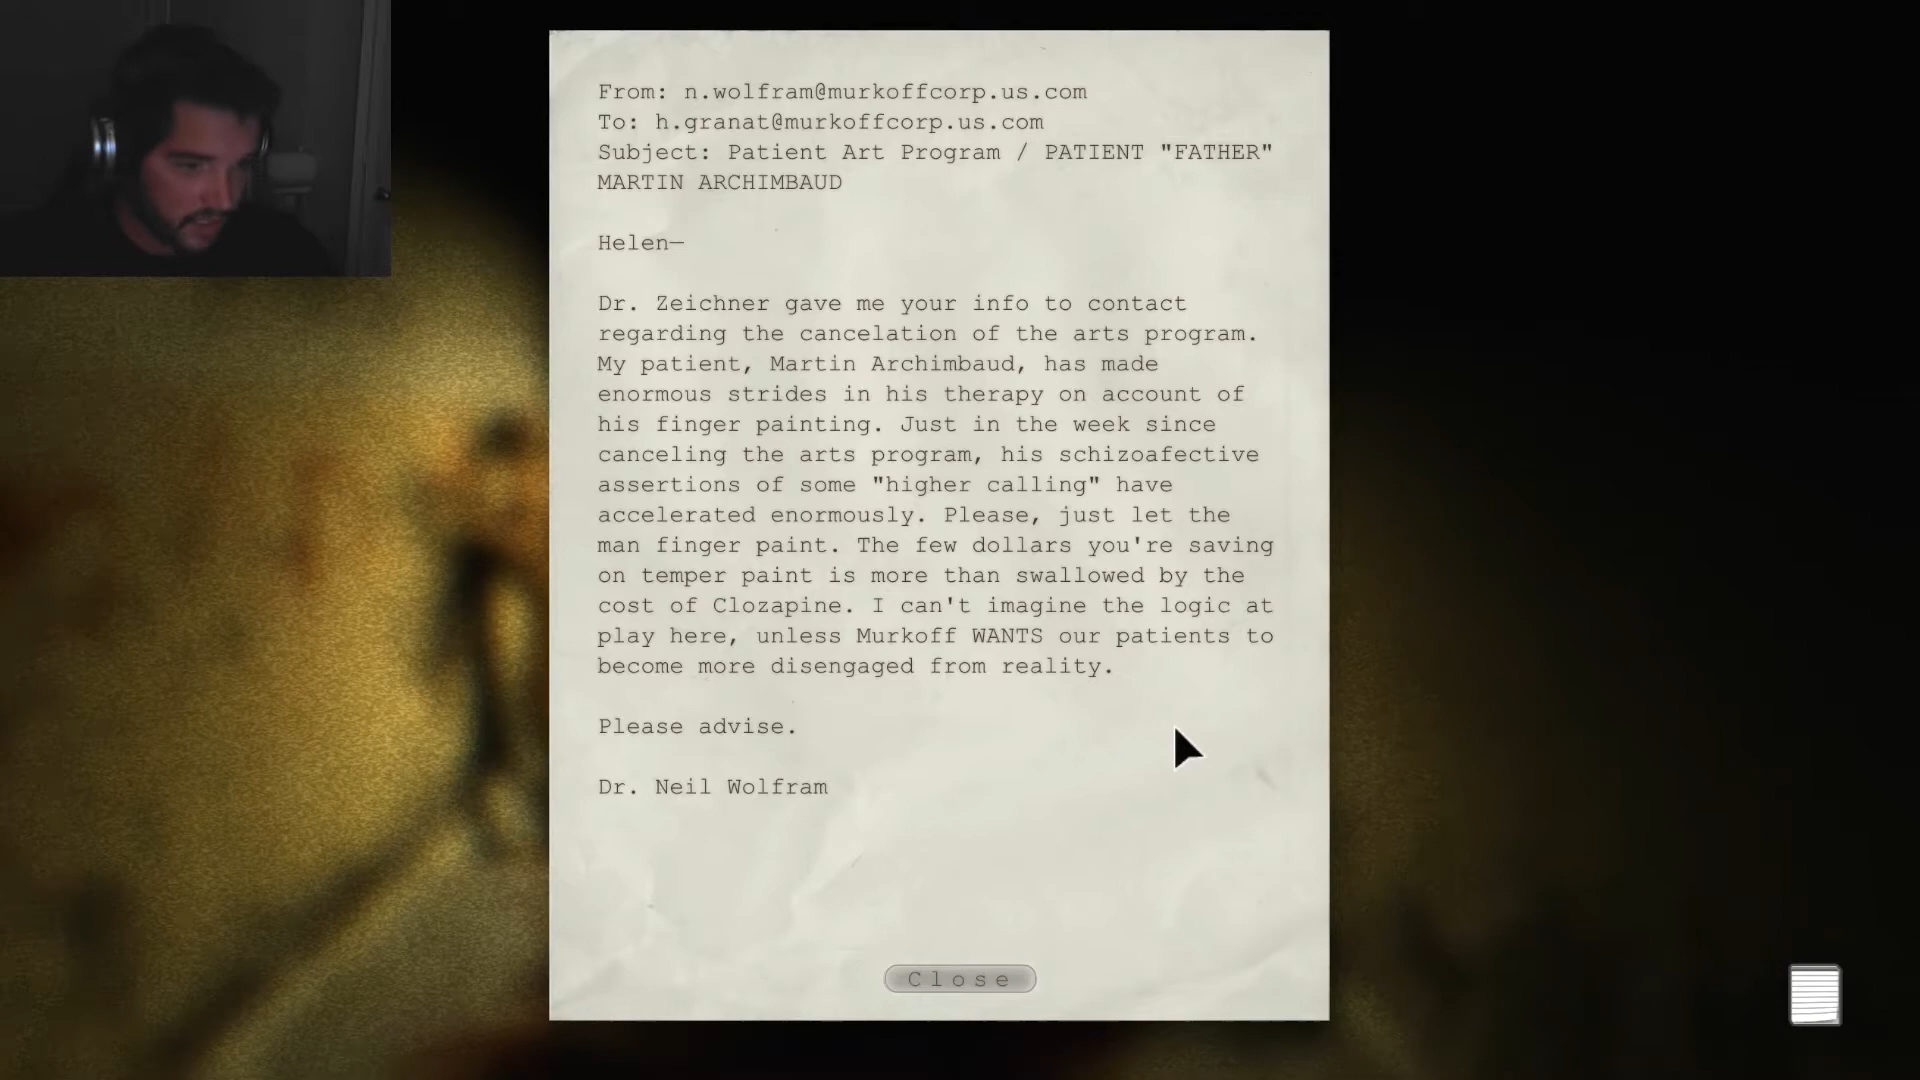 From: n.wolfram@murkoffcorp.us.com
To: h.granat@murkoffcorp.us.com
Subject: Patient Art Program / PATIENT "FATHER"
MARTIN ARCHIMBAUD
Helen—
Dr. Zeichner gave me your info to contact
regarding the cancelation of the arts program.
My patient, Martin Archimbaud, has made
enormous strides in his therapy on account of
his finger painting. Just in the week since
canceling the arts program, his schizoafective
assertions of some "higher calling" have
accelerated enormously. Please, just let the
man finger paint. The few dollars you're saving
on temper paint is more than swallowed by the
cost of Clozapine. I can't imagine the logic at
play here, unless Murkoff WANTS our patients to
become more disengaged from reality.
Please advise.
Dr. Neil Wolfram
Close